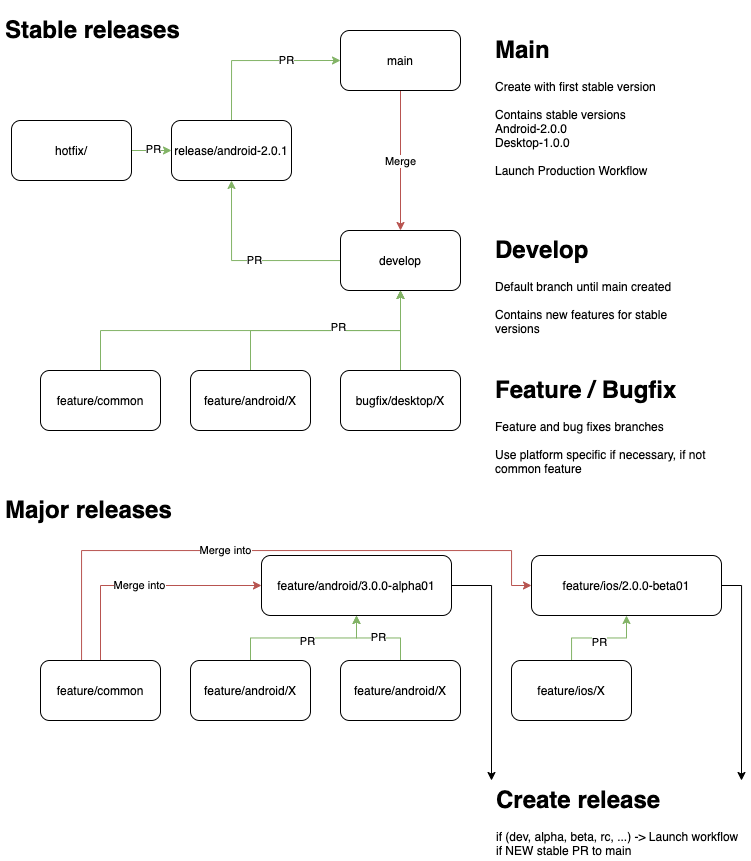 Stable releases
Main
PR
main
Create with first stable version
Contains stable versions
Android-2.0.0
Desktop-1.0.0
Launch Production Workflow
hotfix/
PR
release/android-2.0.1
Merge
Develop
PR
develop
Default branch until main created
Contains new features for stable
versions
PR
feature/common
feature/android/X
bugfix/desktop/X
Feature / Bugfix
Feature and bug fixes branches
Use platform specific if necessary, if not
common feature
Major releases
Merge into
Merge into
feature/android/3.0.0-alpha01
feature/ios/2.0.0-beta01
PR
PR
PR
feature/common
feature/android/X
feature/android/X
feature/ios/X
Create release
if (dev, alpha, beta, rc, ...) -> Launch workflow
if NEW stable PR to main